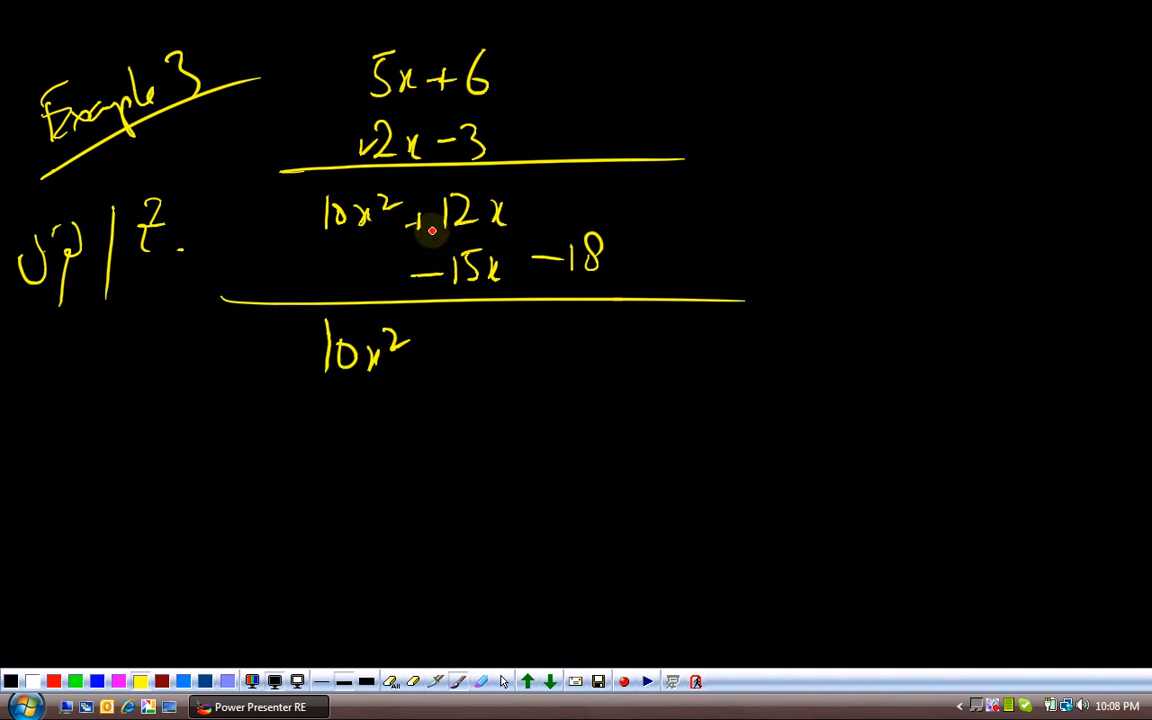 Example 3
5x + 6
2x - 3
10x² + 12x
- 15x - 18
10x²
Power Presenter RE
10:08 PM